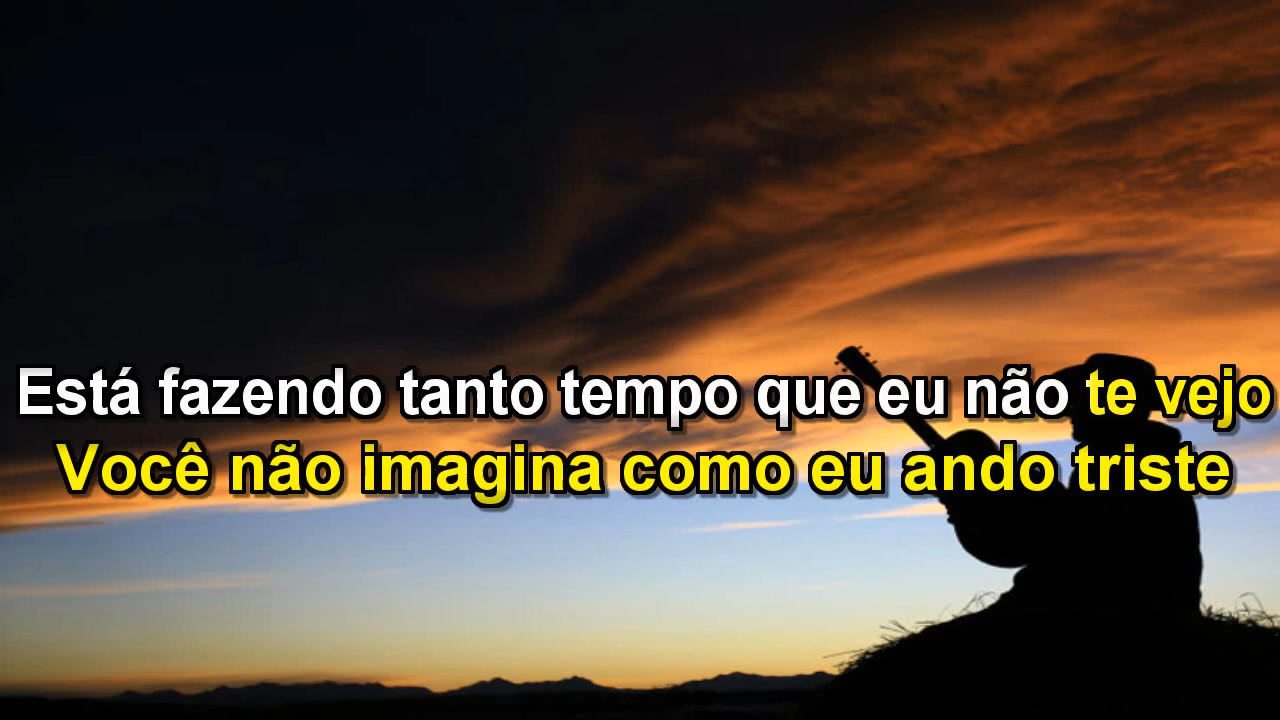 Está fazendo tanto tempo que eu não te vejo
Você não imagina como eu ando triste